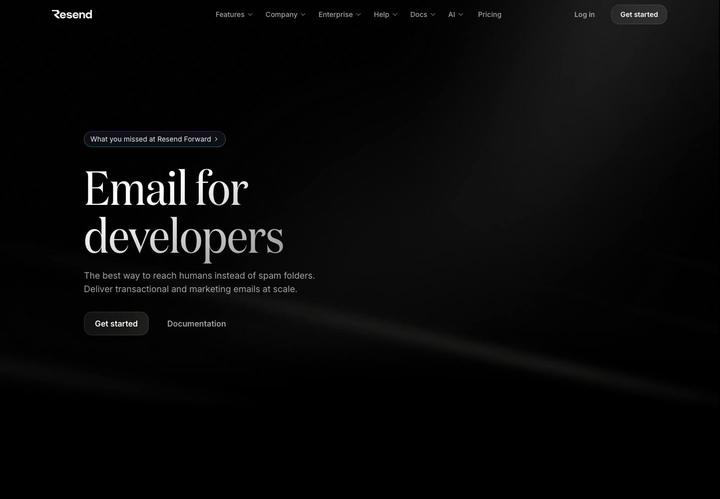 Resend
Features
Company
Enterprise
Help
Docs
AI
Pricing
Log in
Get started
What you missed at Resend Forward
Email for
developers
The best way to reach humans instead of spam folders.
Deliver transactional and marketing emails at scale.
Get started
Documentation